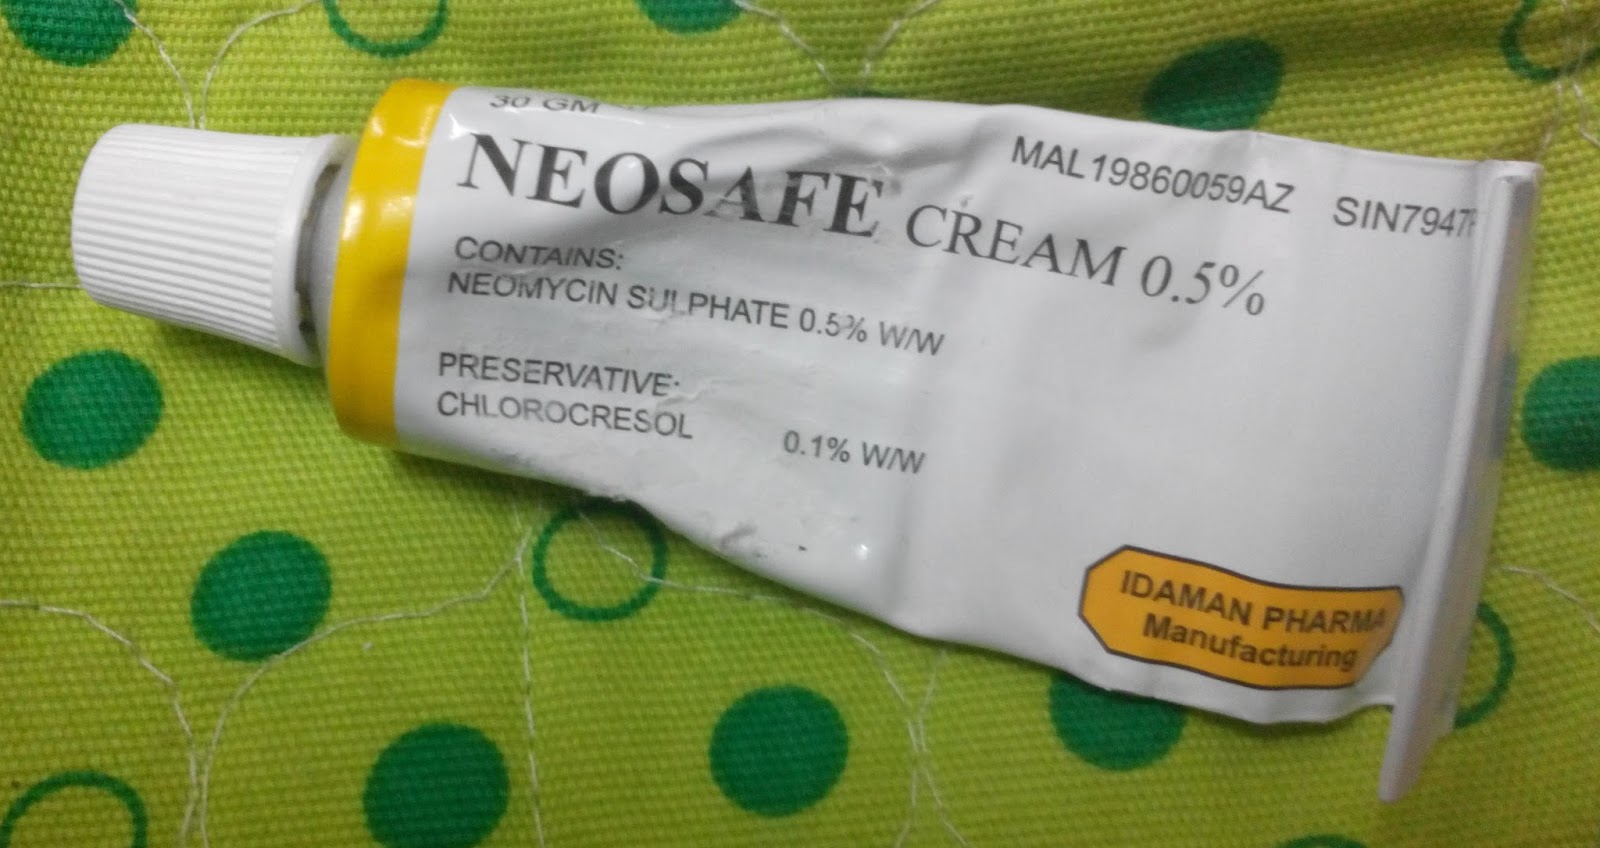 30 GM
NEOSAFE CREAM 0.5%
MAL19860059AZ SIN7947
CONTAINS:
NEOMYCIN SULPHATE 0.5% W/W
PRESERVATIVE:
CHLOROCRESOL 0.1% W/W
IDAMAN PHARMA
Manufacturing